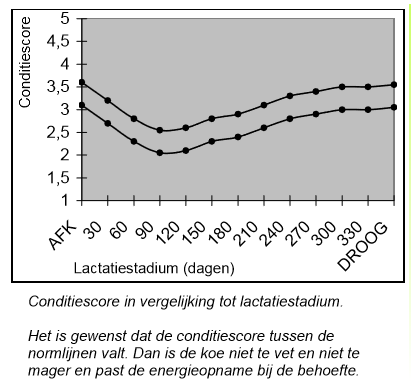 Conditiescore
5
4,5
4
3,5
3
2,5
2
1,5
1
AFK
30
60
90
120
150
180
210
240
270
300
330
DROOG
Lactatiestadium (dagen)
Conditiescore in vergelijking tot lactatiestadium.
Het is gewenst dat de conditiescore tussen de
normlijnen valt. Dan is de koe niet te vet en niet te
mager en past de energieopname bij de behoefte.